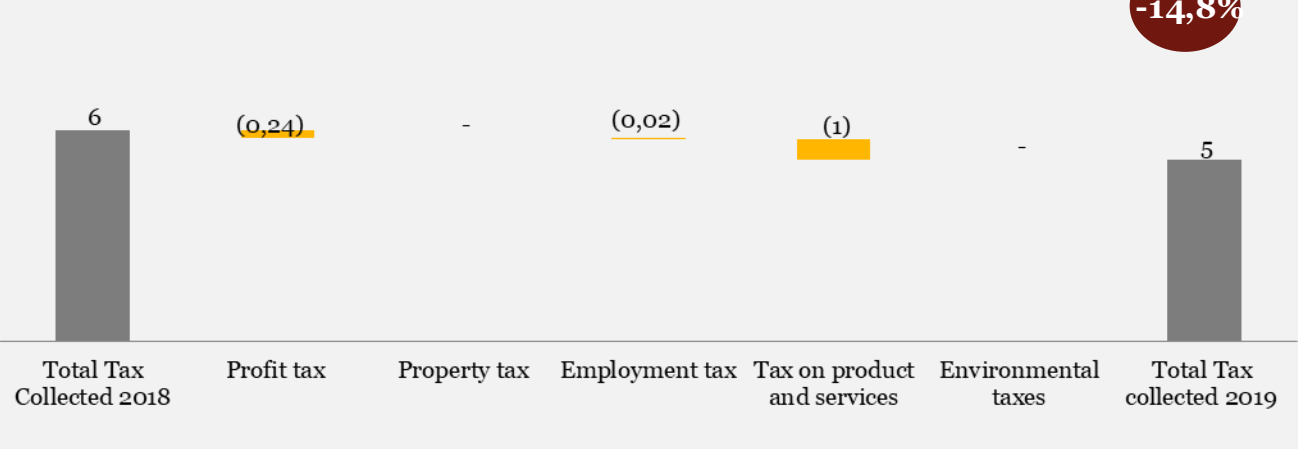 -14,8%
6
(0,24)
-
(0,02)
(1)
-
5
Total Tax
Collected 2018
Profit tax
Property tax
Employment tax
Tax on product
and services
Environmental
taxes
Total Tax
collected 2019